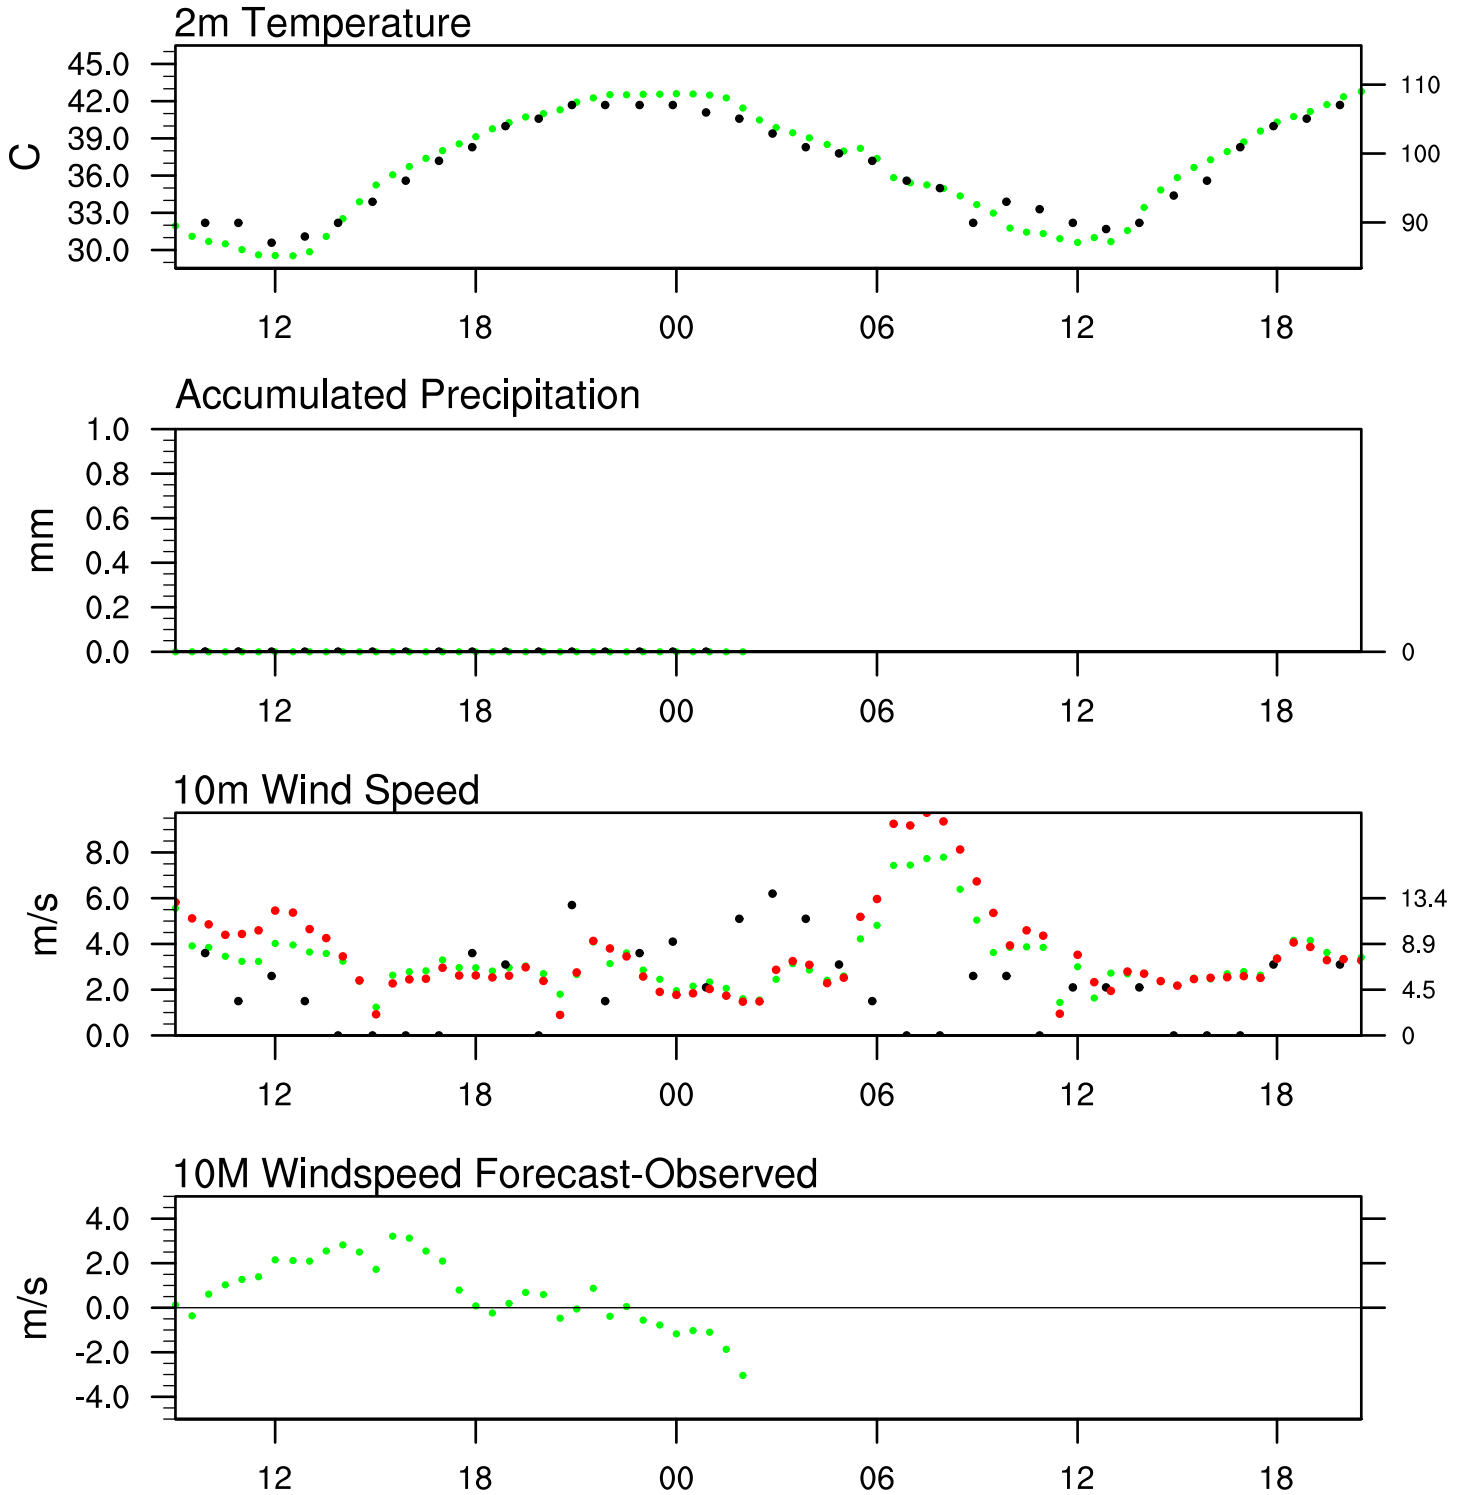 2m Temperature
45.0
42.0
39.0
36.0
33.0
30.0
C
110
100
90
12 18 00 06 12 18
Accumulated Precipitation
1.0
0.8
0.6
0.4
0.2
0.0
mm
0
12 18 00 06 12 18
10m Wind Speed
8.0
6.0
4.0
2.0
0.0
m/s
13.4
8.9
4.5
0
12 18 00 06 12 18
10M Windspeed Forecast-Observed
4.0
2.0
0.0
-2.0
-4.0
m/s
12 18 00 06 12 18